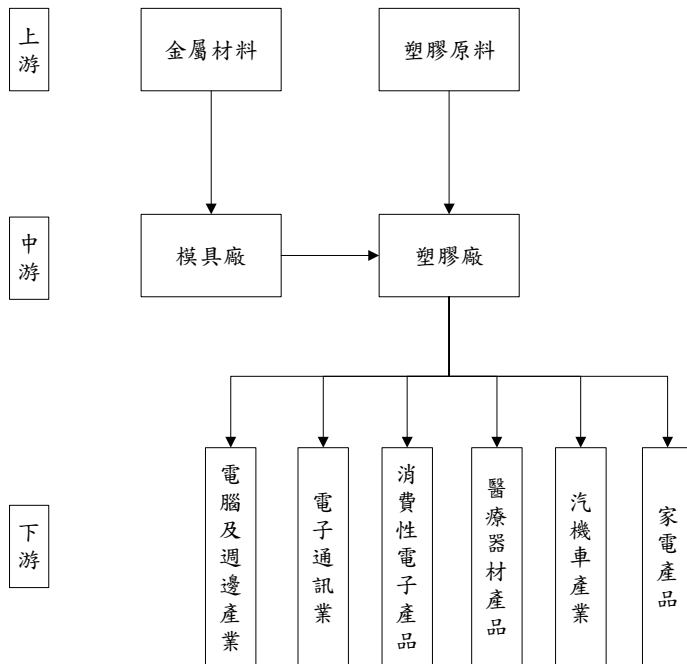 上游
金屬材料
塑膠原料
中游
模具廠
塑膠廠
下游
電腦及週邊產業
電子通訊業
消費性電子產品
醫療器材產品
汽機車產業
家電產品